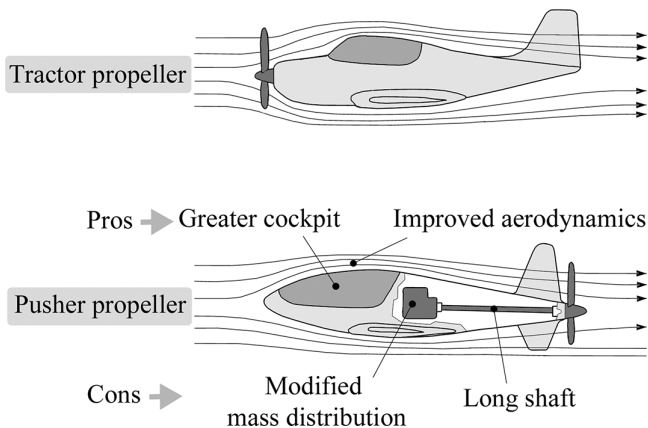 Tractor propeller
Pros
Greater cockpit
Improved aerodynamics
Pusher propeller
Cons
Modified
mass distribution
Long shaft